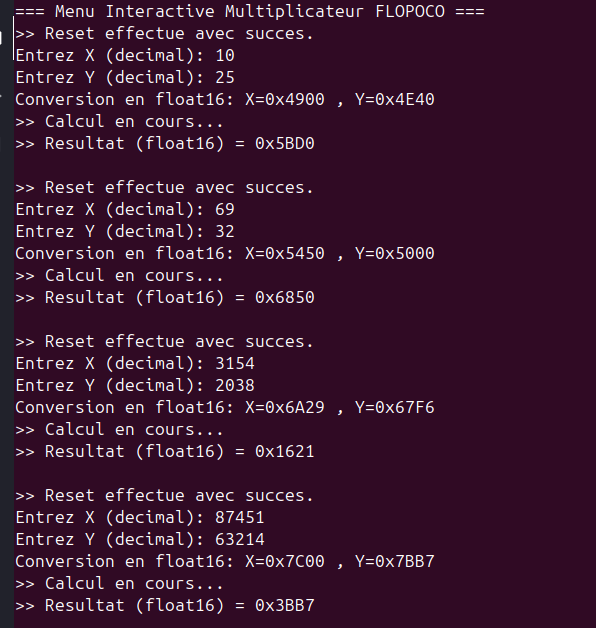 === Menu Interactive Multiplicateur FLOPOCO ===
>> Reset effectue avec succes.
Entrez X (decimal): 10
Entrez Y (decimal): 25
Conversion en float16: X=0x4900 , Y=0x4E40
>> Calcul en cours...
>> Resultat (float16) = 0x5BD0

>> Reset effectue avec succes.
Entrez X (decimal): 69
Entrez Y (decimal): 32
Conversion en float16: X=0x5450 , Y=0x5000
>> Calcul en cours...
>> Resultat (float16) = 0x6850

>> Reset effectue avec succes.
Entrez X (decimal): 3154
Entrez Y (decimal): 2038
Conversion en float16: X=0x6A29 , Y=0x67F6
>> Calcul en cours...
>> Resultat (float16) = 0x1621

>> Reset effectue avec succes.
Entrez X (decimal): 87451
Entrez Y (decimal): 63214
Conversion en float16: X=0x7C00 , Y=0x7BB7
>> Calcul en cours...
>> Resultat (float16) = 0x3BB7